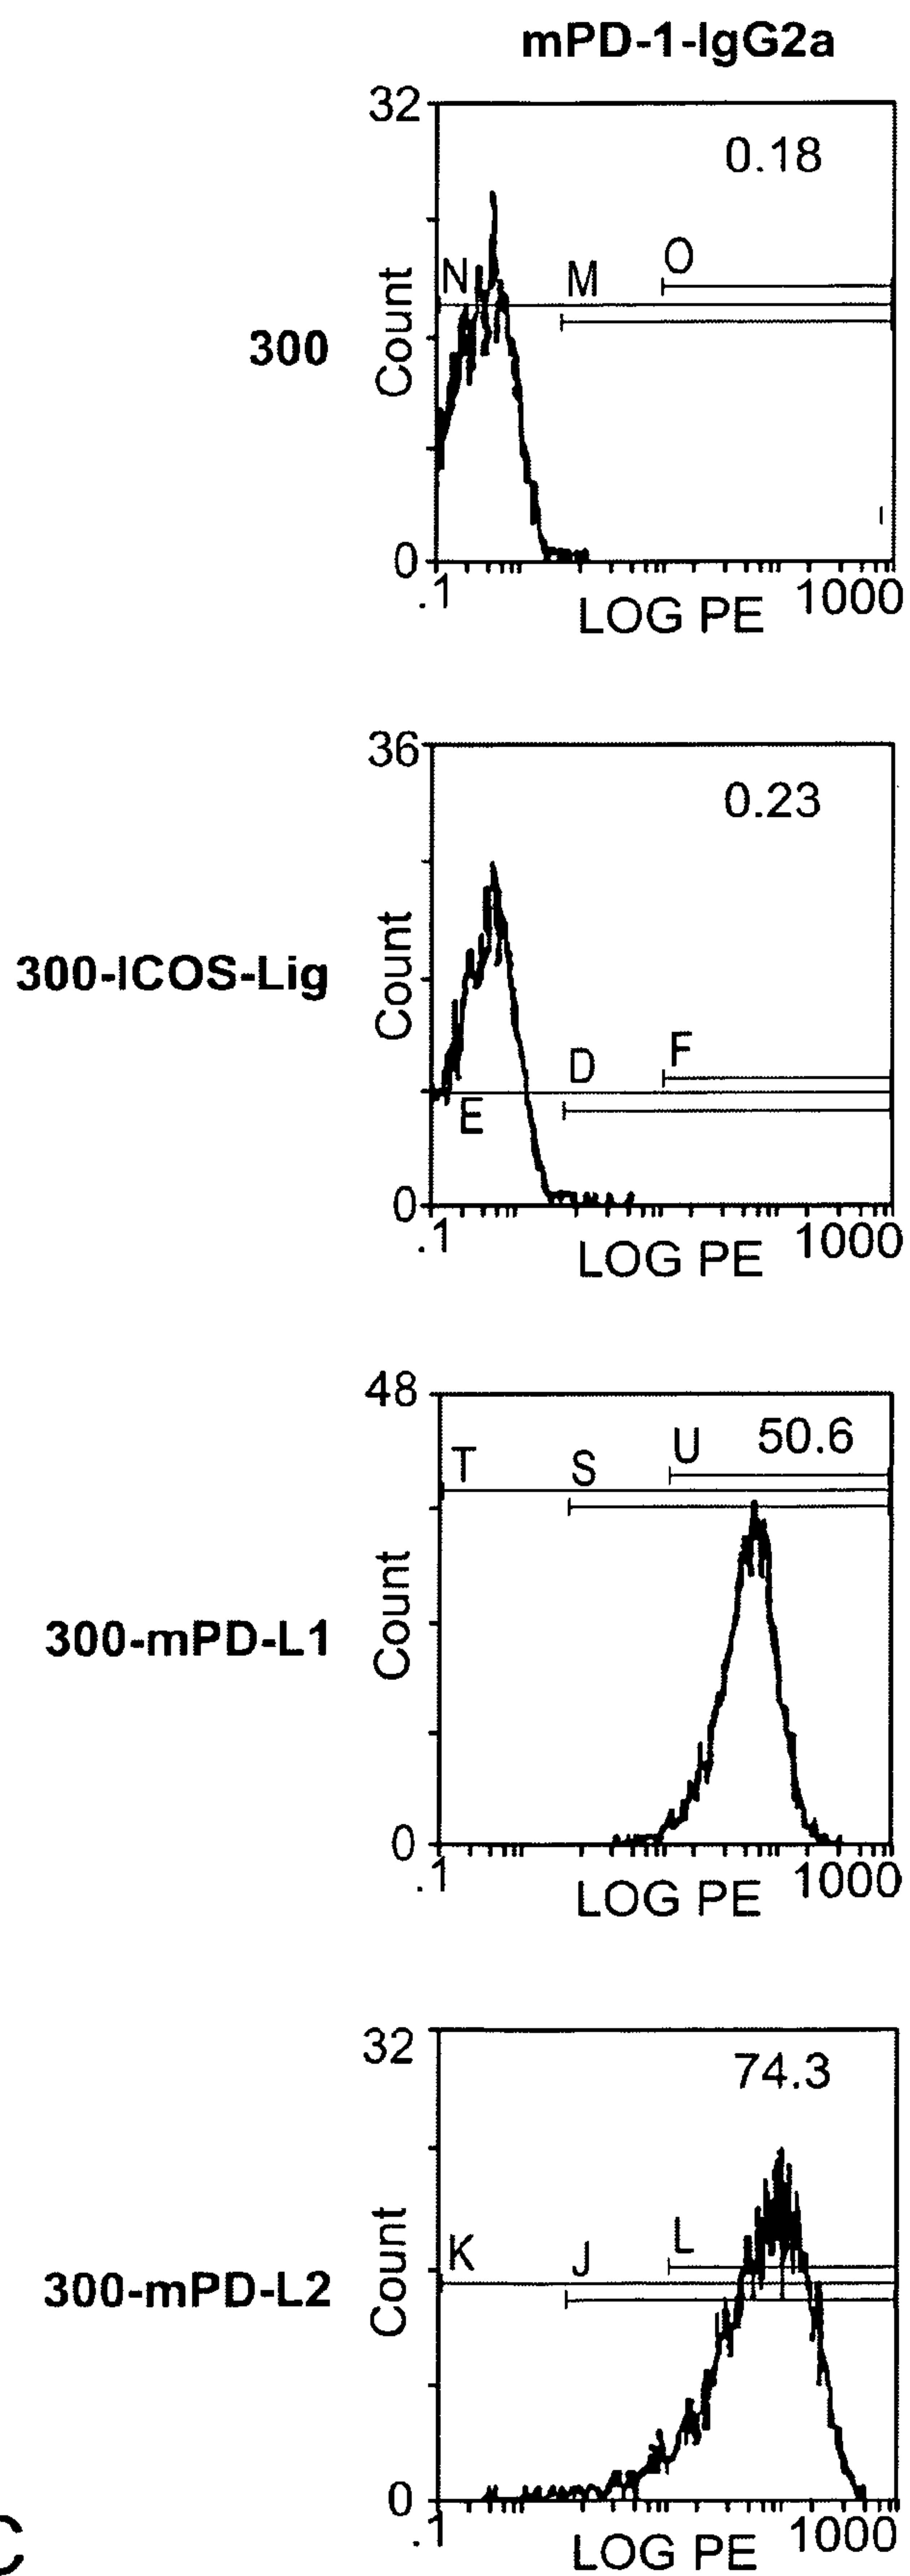 mPD-1-IgG2a
32
0.18
O
N
M
Count
300
0
.1
1000
LOG PE
36
0.23
F
D
E
Count
300-ICOS-Lig
0
.1
1000
LOG PE
48
50.6
U
T
S
Count
300-mPD-L1
0
.1
1000
LOG PE
32
74.3
L
K
J
Count
300-mPD-L2
0
.1
1000
LOG PE